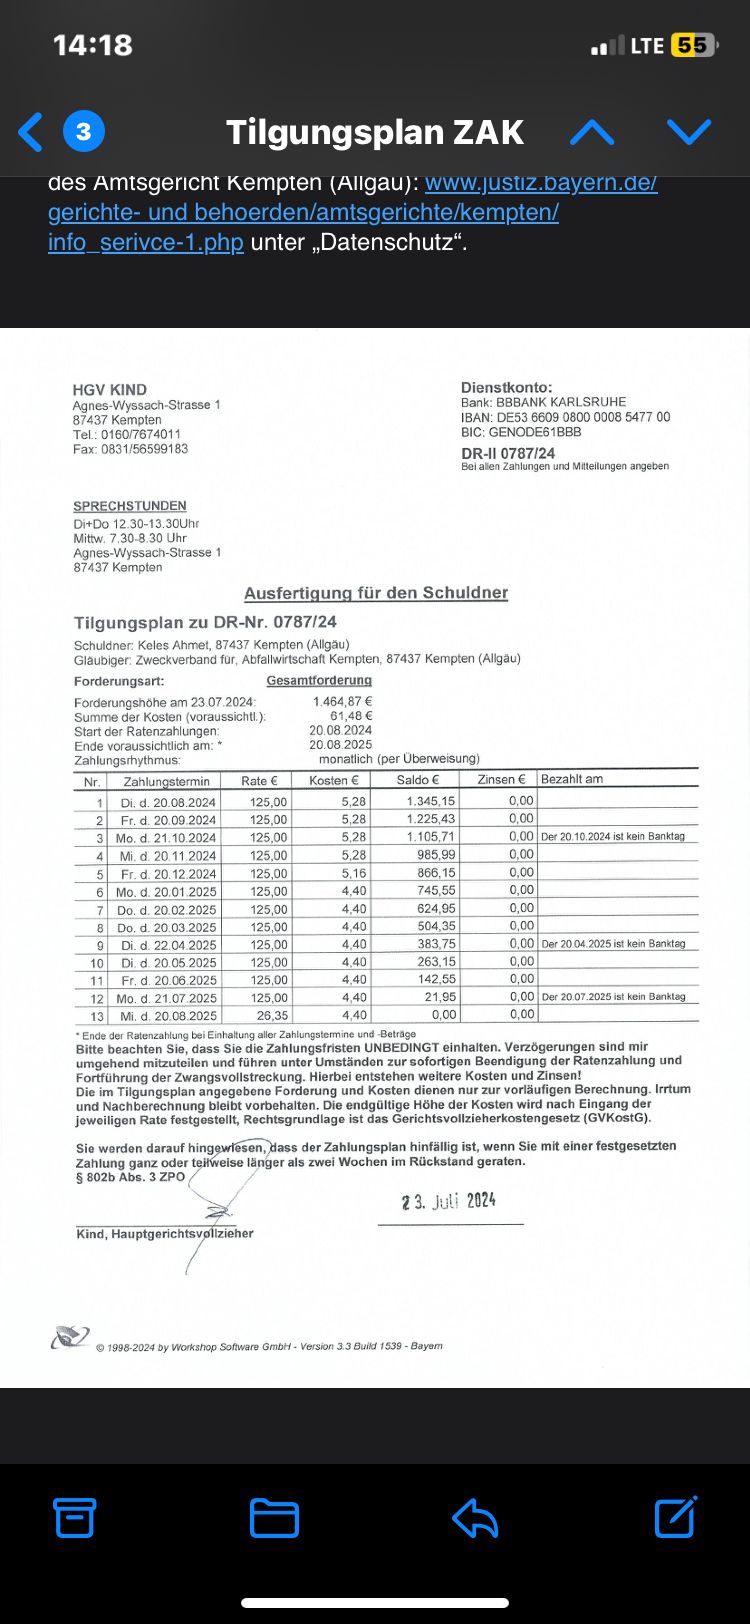 14:18
LTE 55
3
Tilgungsplan ZAK
des Amtsgericht Kempten (Allgäu): www.justiz.bayern.de/
gerichte- und behoerden/amtsgerichte/kempten/
info_serivce-1.php unter „Datenschutz“.
HGV KIND
Agnes-Wyssach-Strasse 1
87437 Kempten
Tel.: 0160/7674011
Fax: 0831/56599183
Dienstkonto:
Bank: BBBANK KARLSRUHE
IBAN: DE53 6609 0800 0008 5477 00
BIC: GENODE61BBB
DR-II 0787/24
Bei allen Zahlungen und Mitteilungen angeben
SPRECHSTUNDEN
Di+Do 12.30-13.30Uhr
Mittw. 7.30-8.30 Uhr
Agnes-Wyssach-Strasse 1
87437 Kempten
Ausfertigung für den Schuldner
Tilgungsplan zu DR-Nr. 0787/24
Schuldner: Keles Ahmet, 87437 Kempten (Allgäu)
Gläubiger: Zweckverband für, Abfallwirtschaft Kempten, 87437 Kempten (Allgäu)
Forderungsart: Gesamtforderung
Forderungshöhe am 23.07.2024: 1.464,87 €
Summe der Kosten (voraussichtl.): 61,48 €
Start der Ratenzahlungen: 20.08.2024
Ende voraussichtlich am: * 20.08.2025
Zahlungsrhythmus: monatlich (per Überweisung)
Nr. Zahlungstermin Rate € Kosten € Saldo € Zinsen € Bezahlt am
1 Di. d. 20.08.2024 125,00 5,28 1.345,15 0,00
2 Fr. d. 20.09.2024 125,00 5,28 1.225,43 0,00
3 Mo. d. 21.10.2024 125,00 5,28 1.105,71 0,00 Der 20.10.2024 ist kein Banktag
4 Mi. d. 20.11.2024 125,00 5,28 985,99 0,00
5 Fr. d. 20.12.2024 125,00 5,16 866,15 0,00
6 Mo. d. 20.01.2025 125,00 4,40 745,55 0,00
7 Do. d. 20.02.2025 125,00 4,40 624,95 0,00
8 Do. d. 20.03.2025 125,00 4,40 504,35 0,00
9 Di. d. 22.04.2025 125,00 4,40 383,75 0,00 Der 20.04.2025 ist kein Banktag
10 Di. d. 20.05.2025 125,00 4,40 263,15 0,00
11 Fr. d. 20.06.2025 125,00 4,40 142,55 0,00
12 Mo. d. 21.07.2025 125,00 4,40 21,95 0,00 Der 20.07.2025 ist kein Banktag
13 Mi. d. 20.08.2025 26,35 4,40 0,00 0,00
* Ende der Ratenzahlung bei Einhaltung aller Zahlungstermine und -Beträge
Bitte beachten Sie, dass Sie die Zahlungsfristen UNBEDINGT einhalten. Verzögerungen sind mir
umgehend mitzuteilen und führen unter Umständen zur sofortigen Beendigung der Ratenzahlung und
Fortführung der Zwangsvollstreckung. Hierbei entstehen weitere Kosten und Zinsen!
Die im Tilgungsplan angegebene Forderung und Kosten dienen nur zur vorläufigen Berechnung. Irrtum
und Nachberechnung bleibt vorbehalten. Die endgültige Höhe der Kosten wird nach Eingang der
jeweiligen Rate festgestellt, Rechtsgrundlage ist das Gerichtsvollzieherkostengesetz (GVKostG).
Sie werden darauf hingewiesen, dass der Zahlungsplan hinfällig ist, wenn Sie mit einer festgesetzten
Zahlung ganz oder teilweise länger als zwei Wochen im Rückstand geraten.
§ 802b Abs. 3 ZPO
23. Juli 2024
Kind, Hauptgerichtsvollzieher
© 1998-2024 by Workshop Software GmbH - Version 3.3 Build 1539 - Bayern